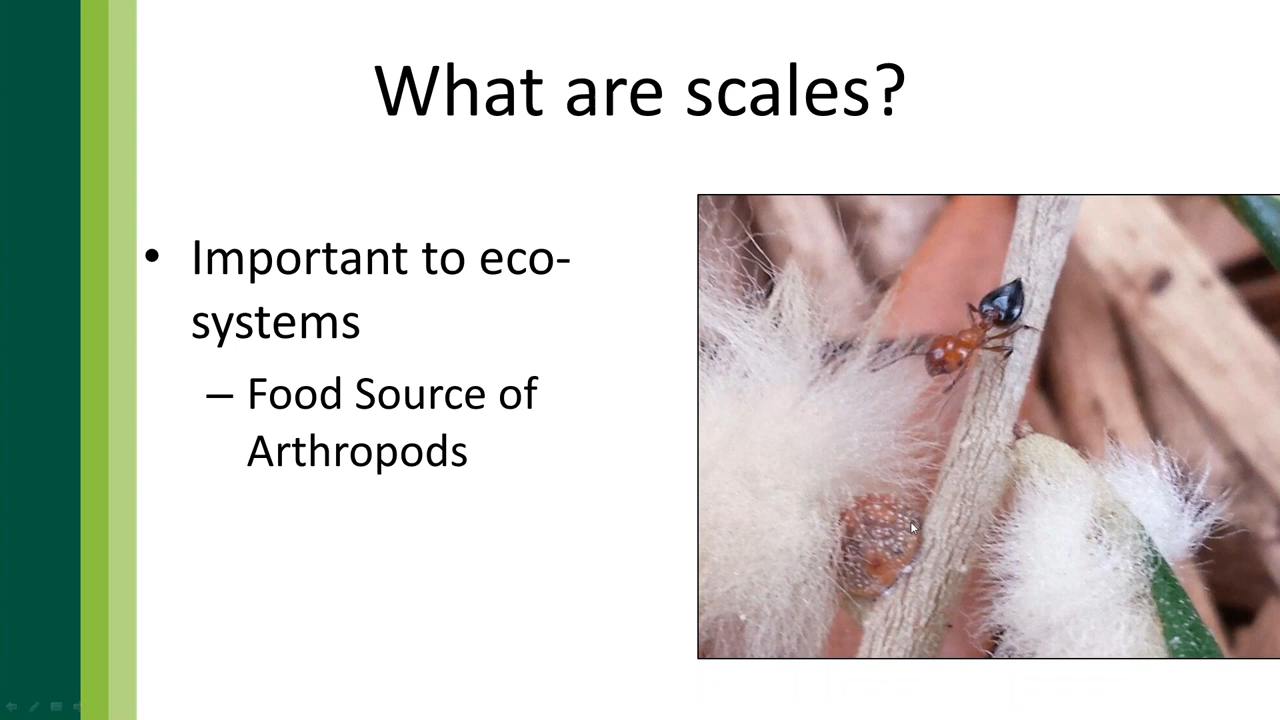 What are scales?
• Important to eco-
systems
– Food Source of
Arthropods